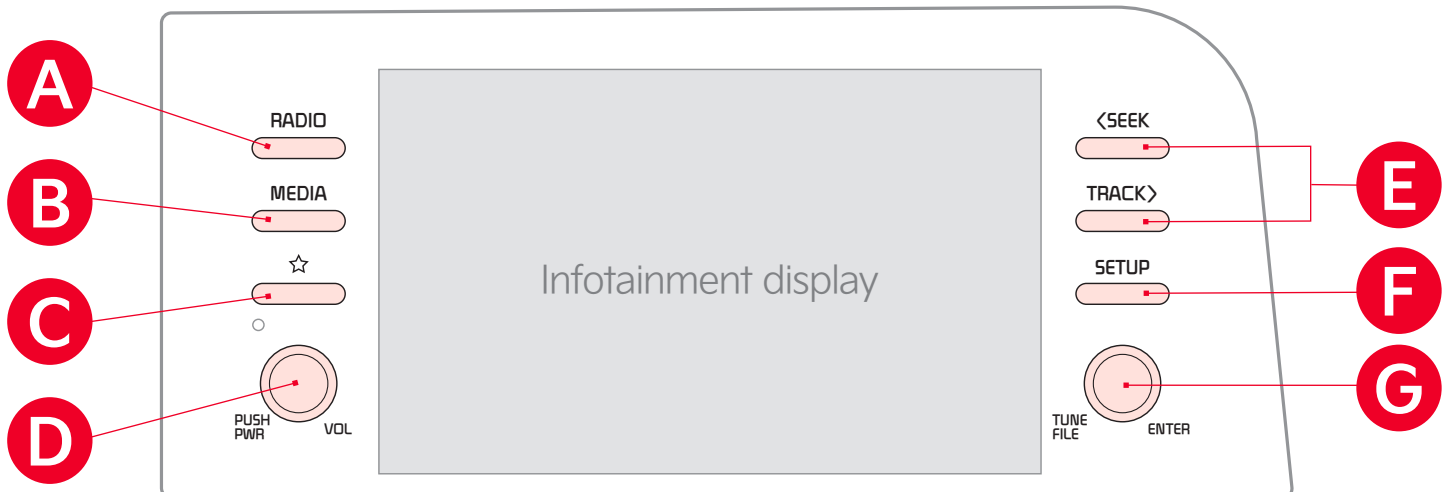 A
RADIO
<SEEK
B
MEDIA
TRACK>
E
☆
SETUP
Infotainment display
C
F
D
PUSH
PWR
VOL
TUNE
FILE
ENTER
G